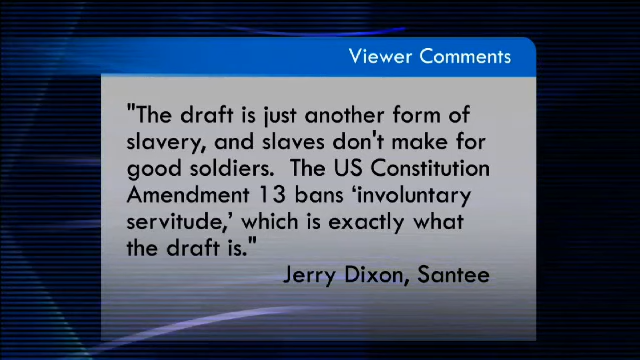 Viewer Comments
"The draft is just another form of
slavery, and slaves don't make for
good soldiers.  The US Constitution
Amendment 13 bans ‘involuntary
servitude,’ which is exactly what
the draft is."
Jerry Dixon, Santee